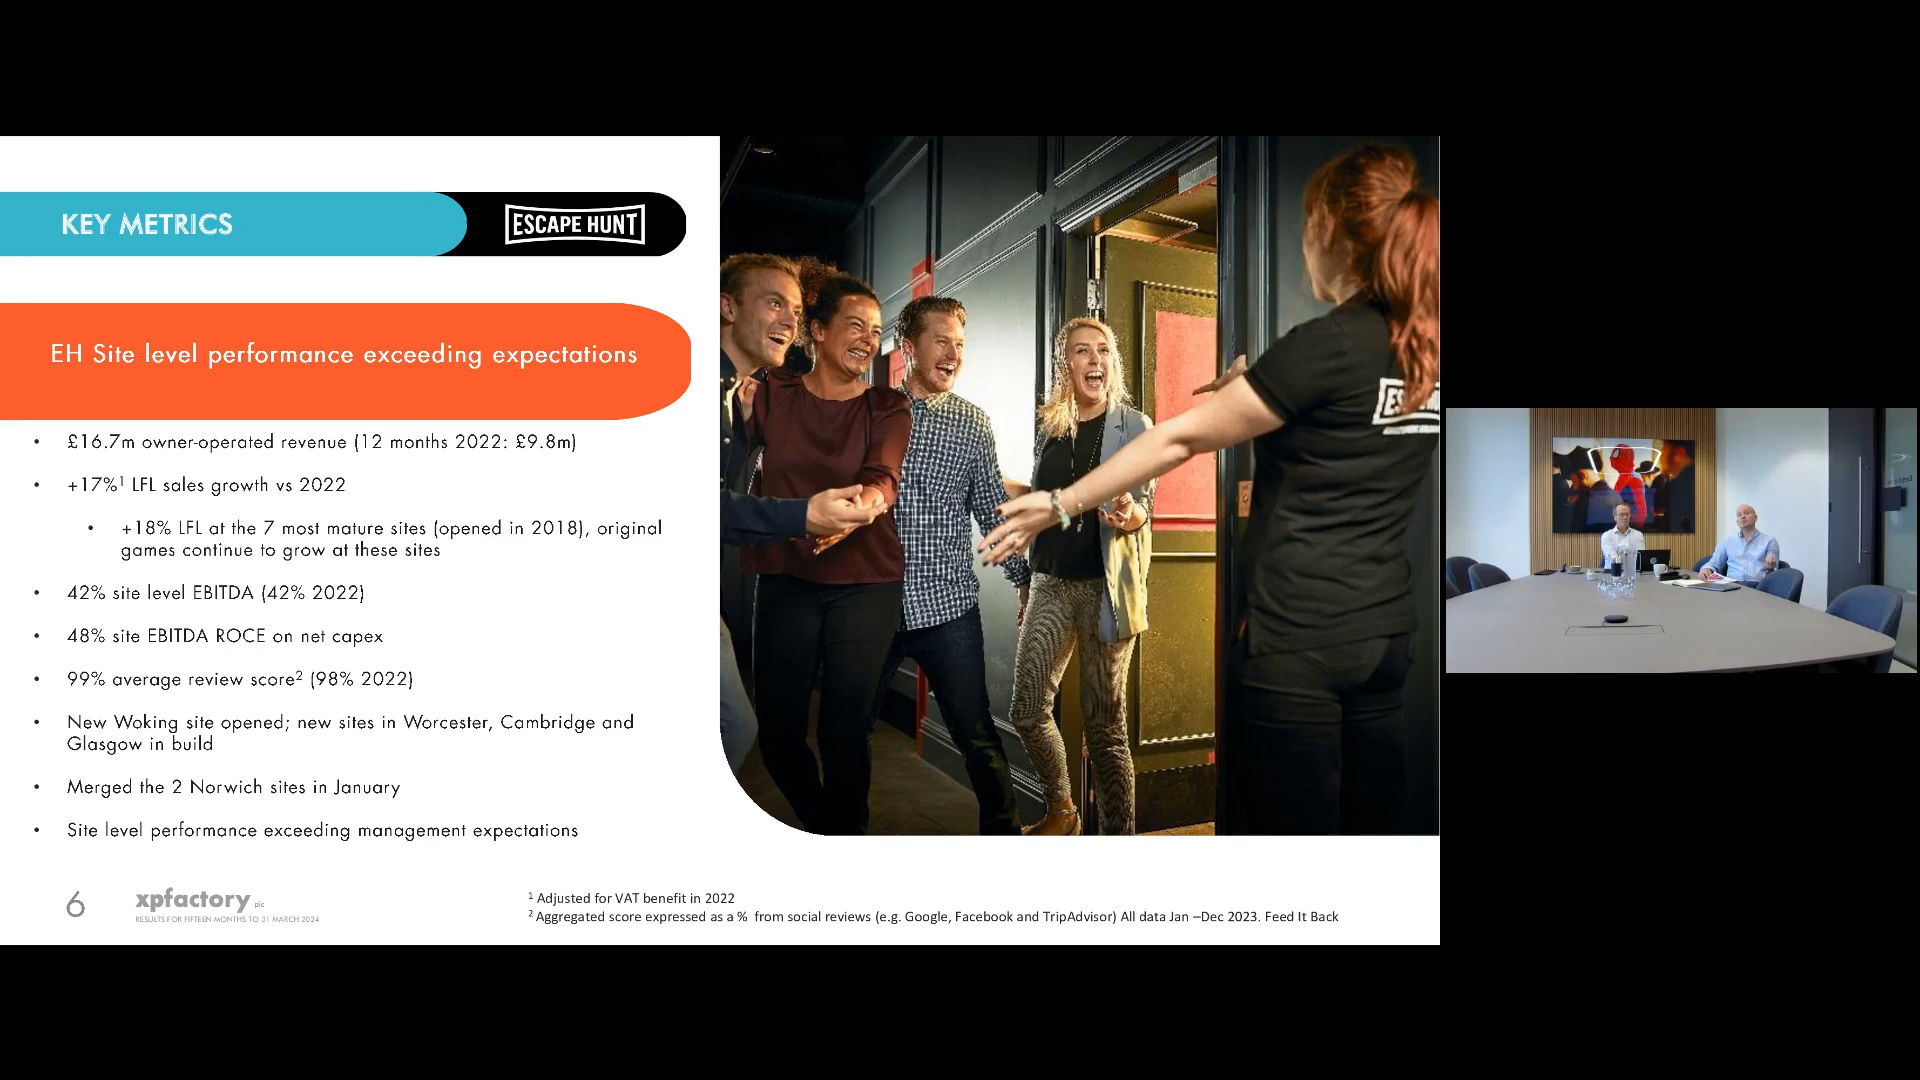 KEY METRICS
ESCAPE HUNT
EH Site level performance exceeding expectations
• £16.7m owner-operated revenue (12 months 2022: £9.8m)
• +17%¹ LFL sales growth vs 2022
• +18% LFL at the 7 most mature sites (opened in 2018), original
games continue to grow at these sites
• 42% site level EBITDA (42% 2022)
• 48% site EBITDA ROCE on net capex
• 99% average review score² (98% 2022)
• New Woking site opened; new sites in Worcester, Cambridge and
Glasgow in build
• Merged the 2 Norwich sites in January
• Site level performance exceeding management expectations
6
xpfactory plc
RESULTS FOR FIFTEEN MONTHS TO 31 MARCH 2024
¹ Adjusted for VAT benefit in 2022
² Aggregated score expressed as a % from social reviews (e.g. Google, Facebook and TripAdvisor) All data Jan –Dec 2023. Feed It Back